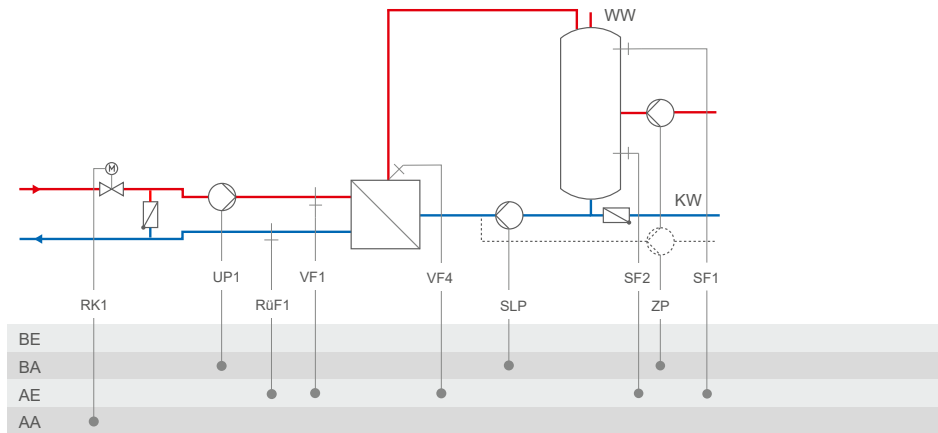 WW
M
KW
UP1 VF1 VF4 SF2 SF1
RK1 RüF1 SLP ZP
BE
BA
AE
AA